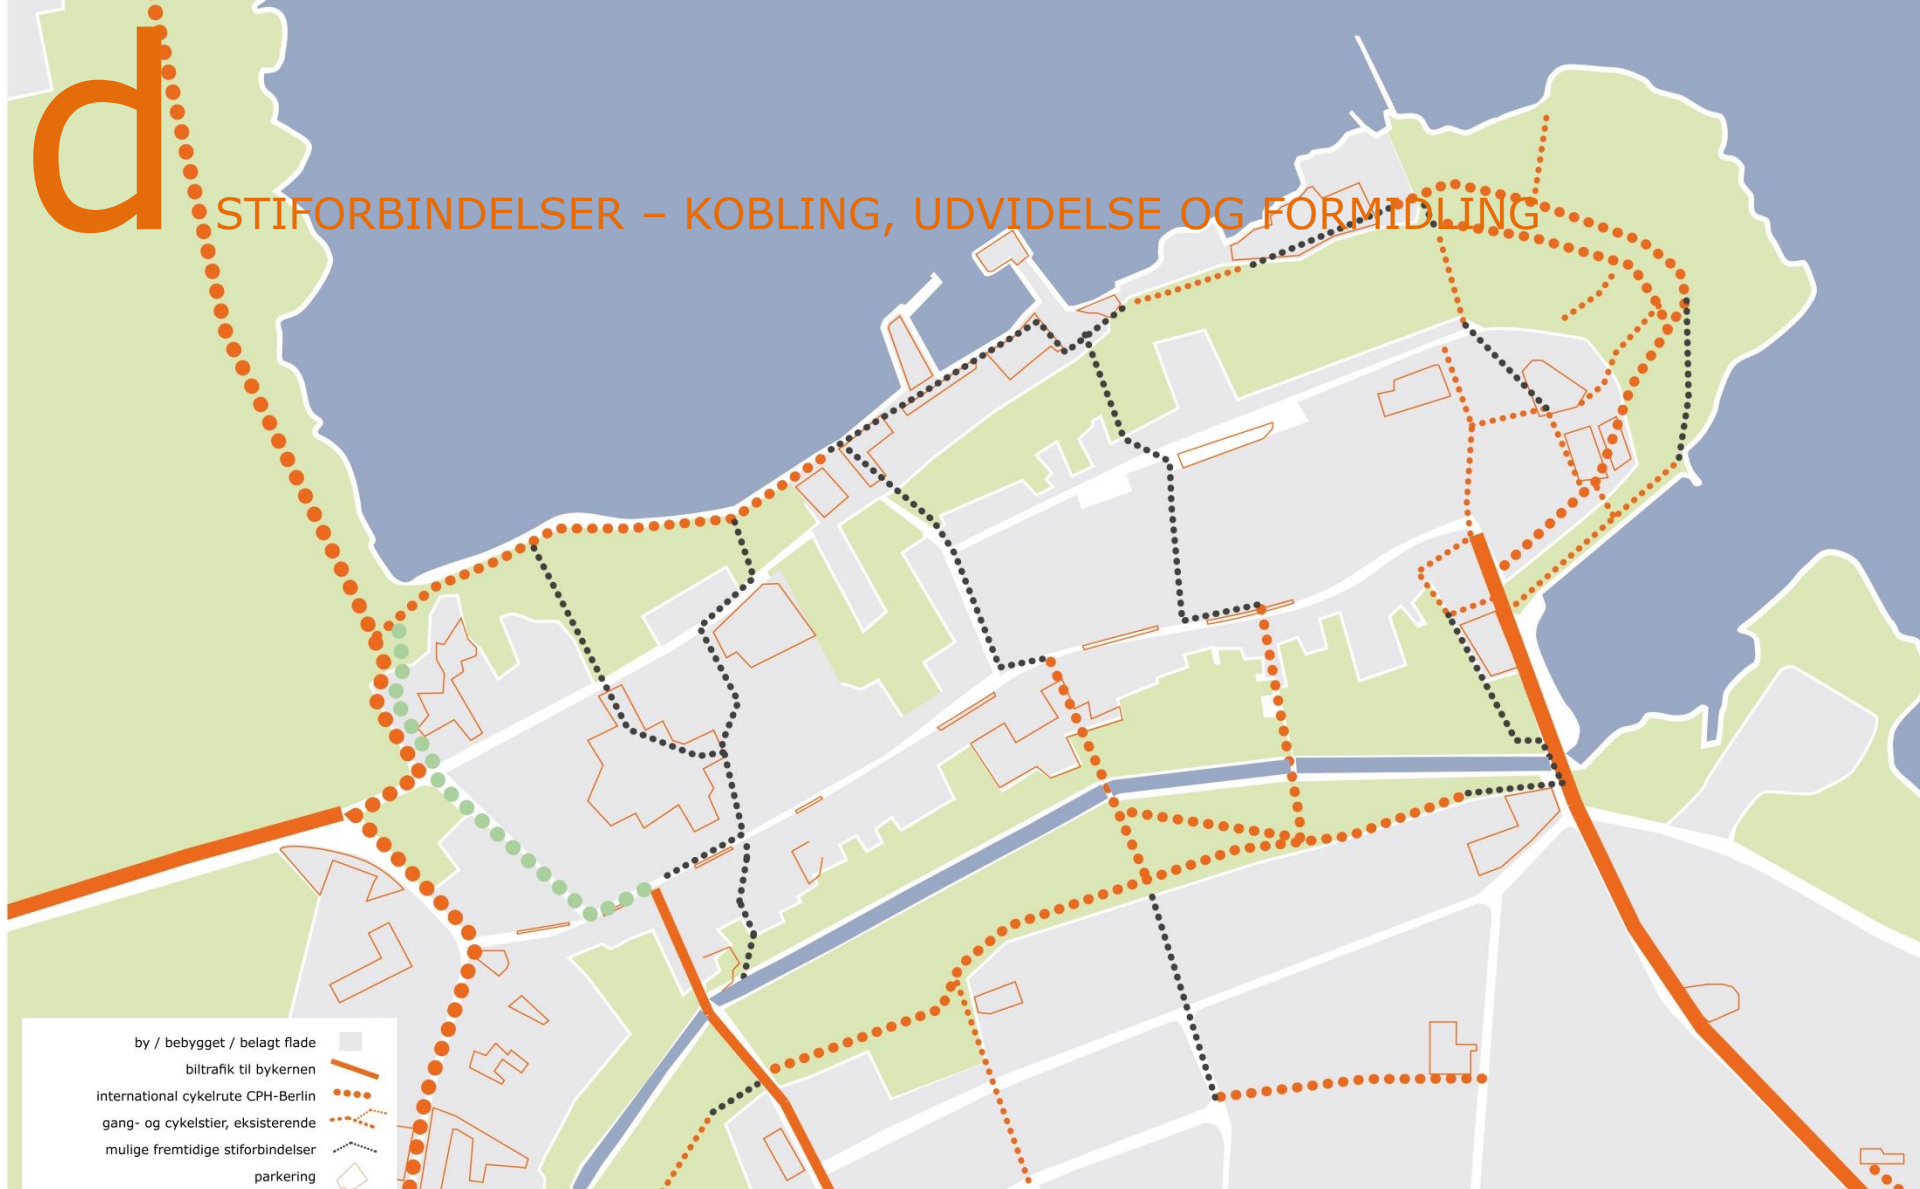 d
STIFORBINDELSER – KOBLING, UDVIDELSE OG FORMIDLING
by / bebygget / belagt flade
biltrafik til bykernen
international cykelrute CPH-Berlin
gang- og cykelstier, eksisterende
mulige fremtidige stiforbindelser
parkering